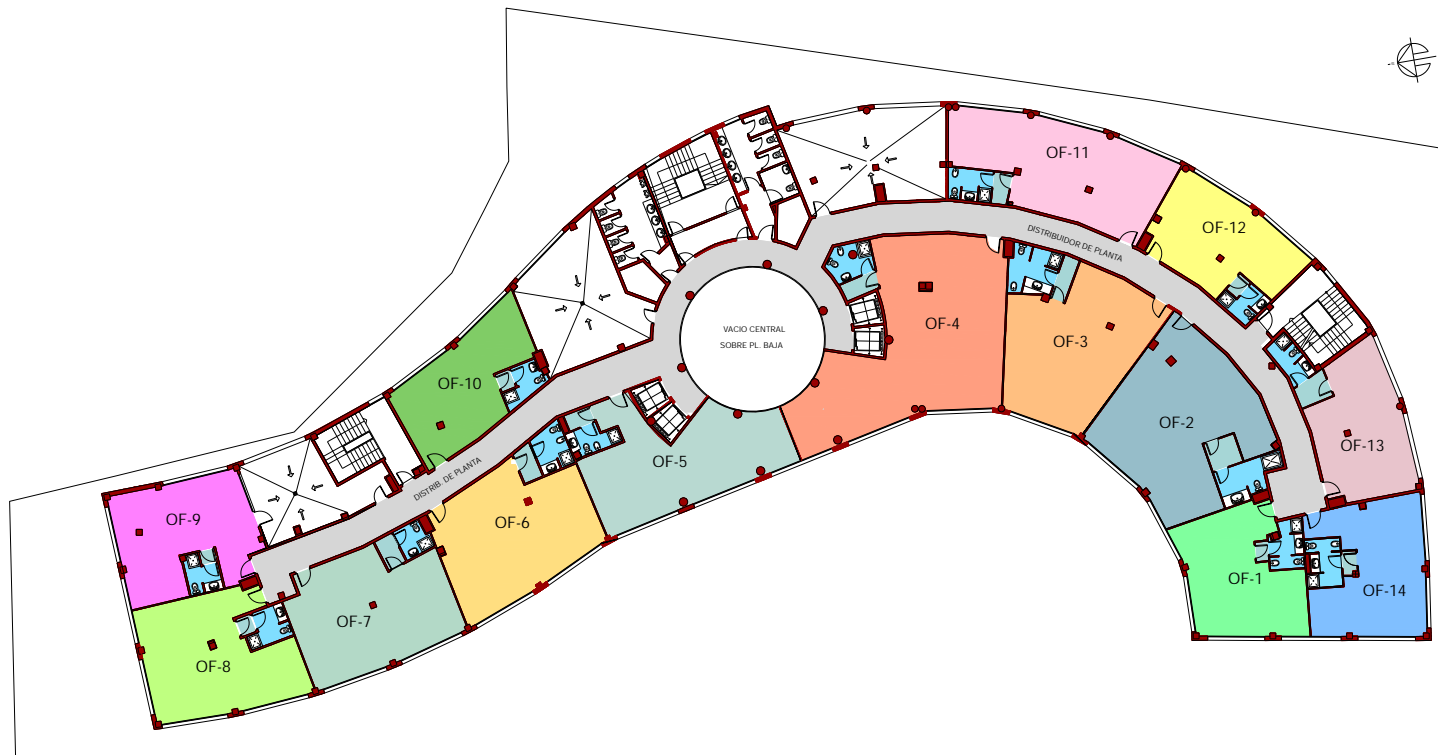 OF-11
OF-12
DISTRIBUIDOR DE PLANTA
VACIO CENTRAL
SOBRE PL. BAJA
OF-4
OF-3
OF-10
OF-2
OF-13
OF-5
DISTRIB. DE PLANTA
OF-9
OF-6
OF-1
OF-14
OF-7
OF-8